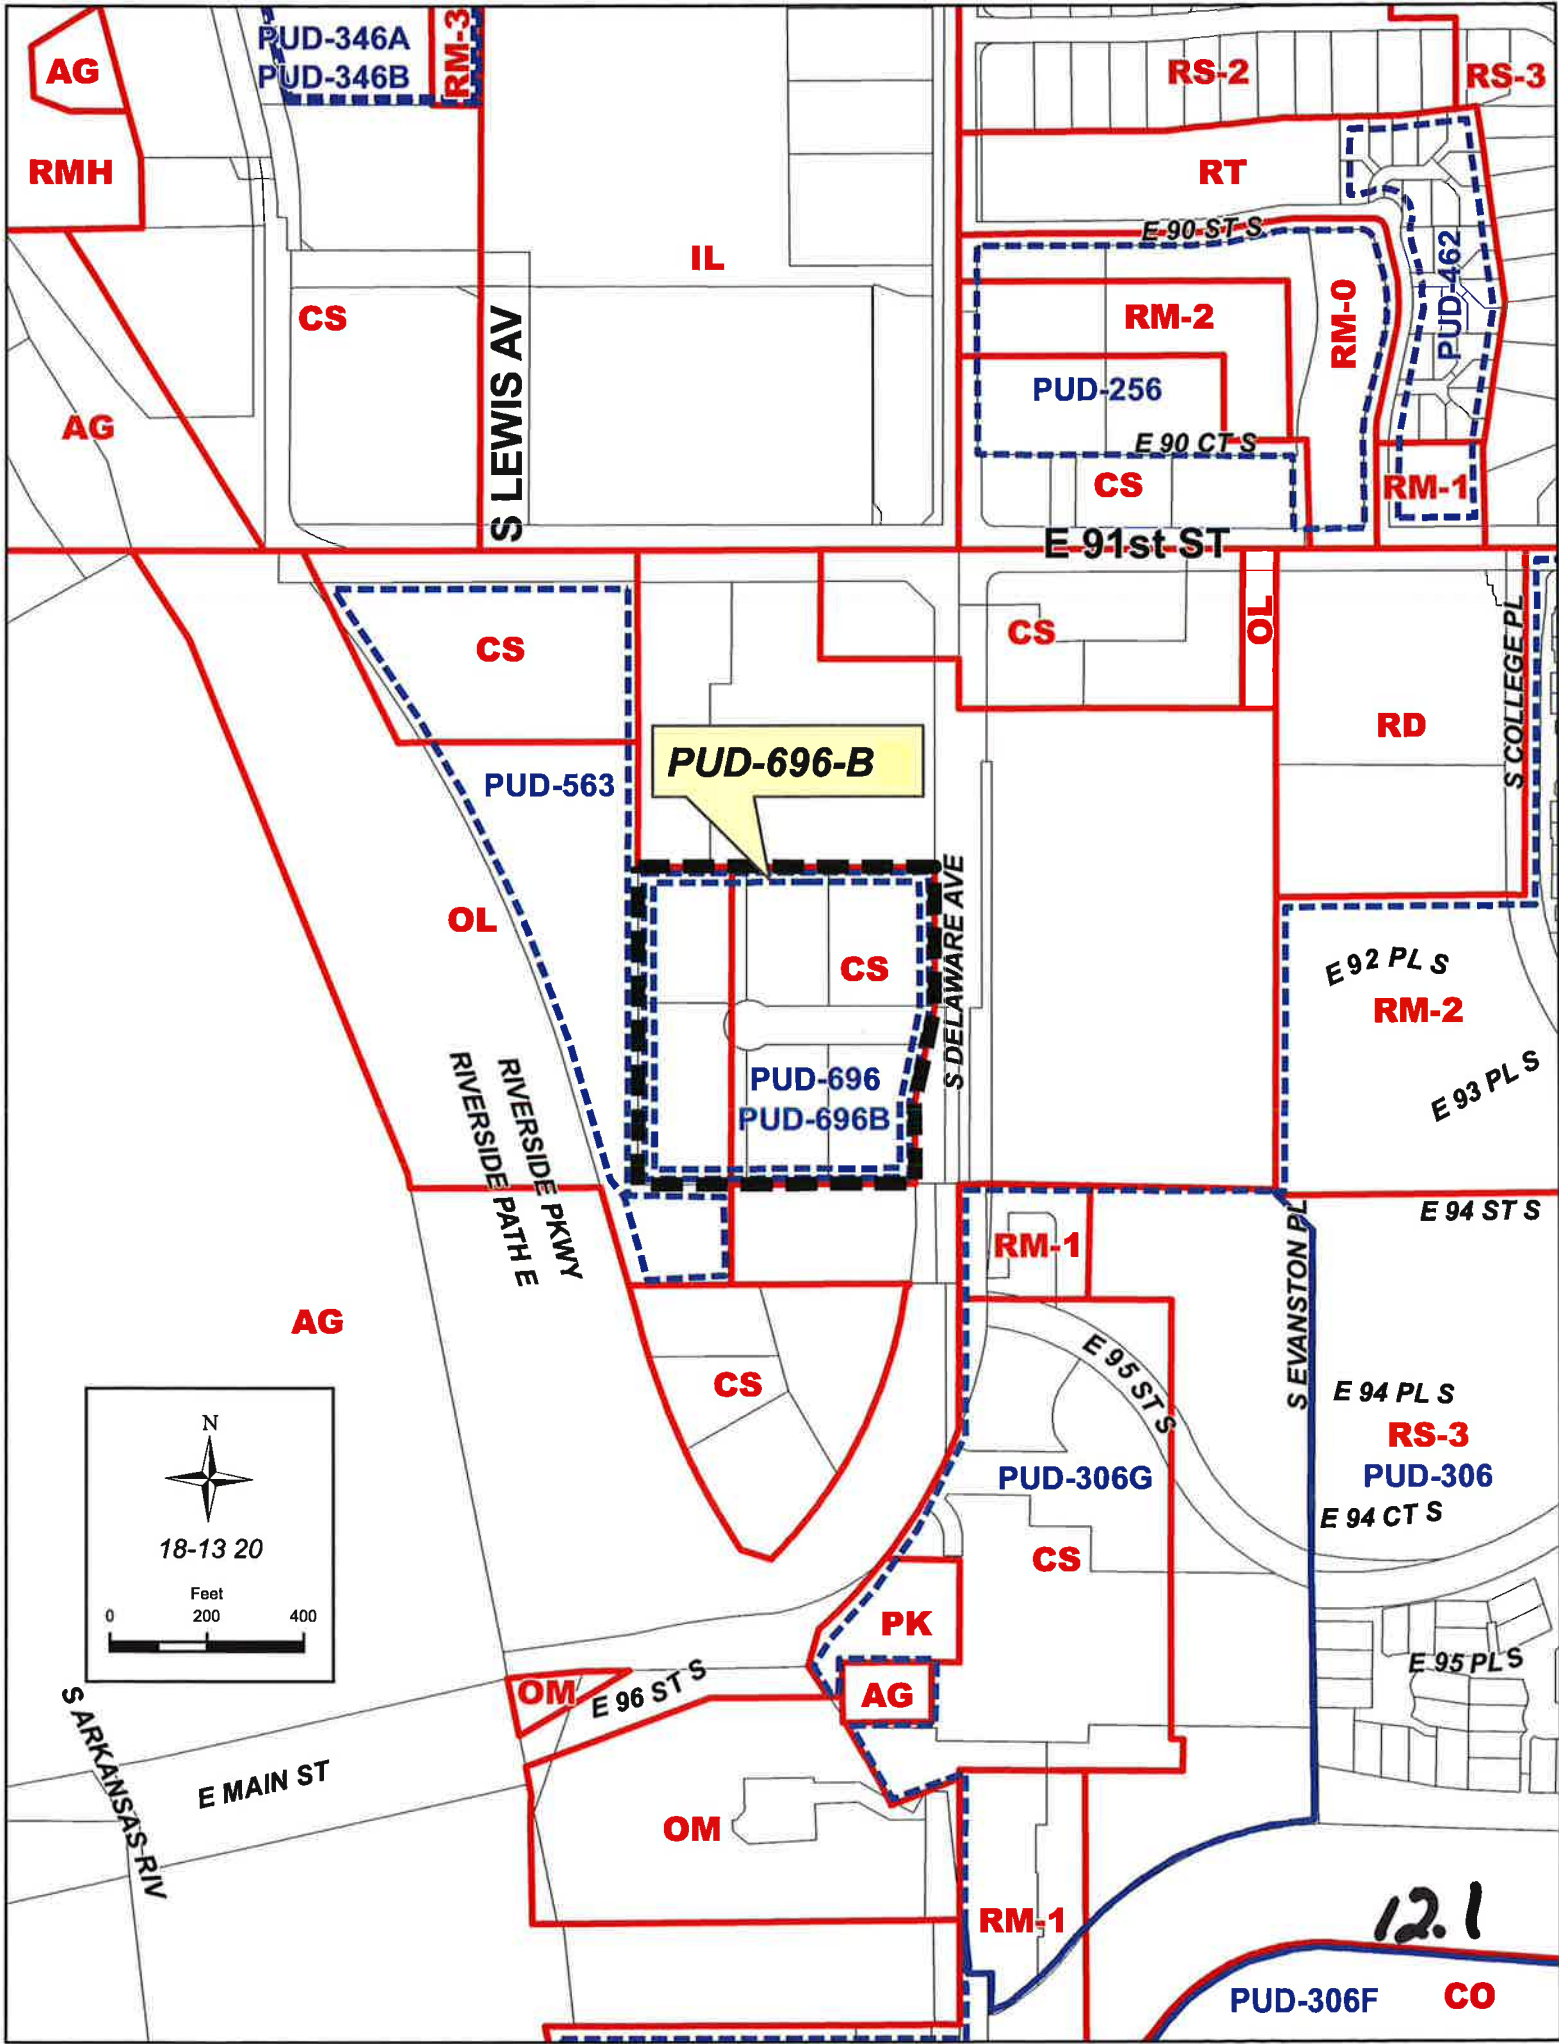 PUD-346A
PUD-346B
RM-3
AG
RMH
RS-2
RS-3
RT
E 90 ST S
IL
CS
S LEWIS AV
RM-2
RM-0
PUD-462
PUD-256
AG
E 90 CT S
CS
RM-1
E 91st ST
CS
CS
OL
S COLLEGE PL
RD
PUD-696-B
PUD-563
OL
CS
S DELAWARE AVE
E 92 PL S
RM-2
PUD-696
PUD-696B
E 93 PL S
RIVERSIDE PKWY
RIVERSIDE PATH E
E 94 ST S
RM-1
S EVANSTON PL
AG
CS
E 95 ST S
E 94 PL S
RS-3
PUD-306
PUD-306G
E 94 CT S
N
18-13 20
Feet
0 200 400
CS
PK
E 95 PL S
OM
E 96 ST S
AG
S ARKANSAS RIV
E MAIN ST
OM
RM-1
12.1
PUD-306F
CO